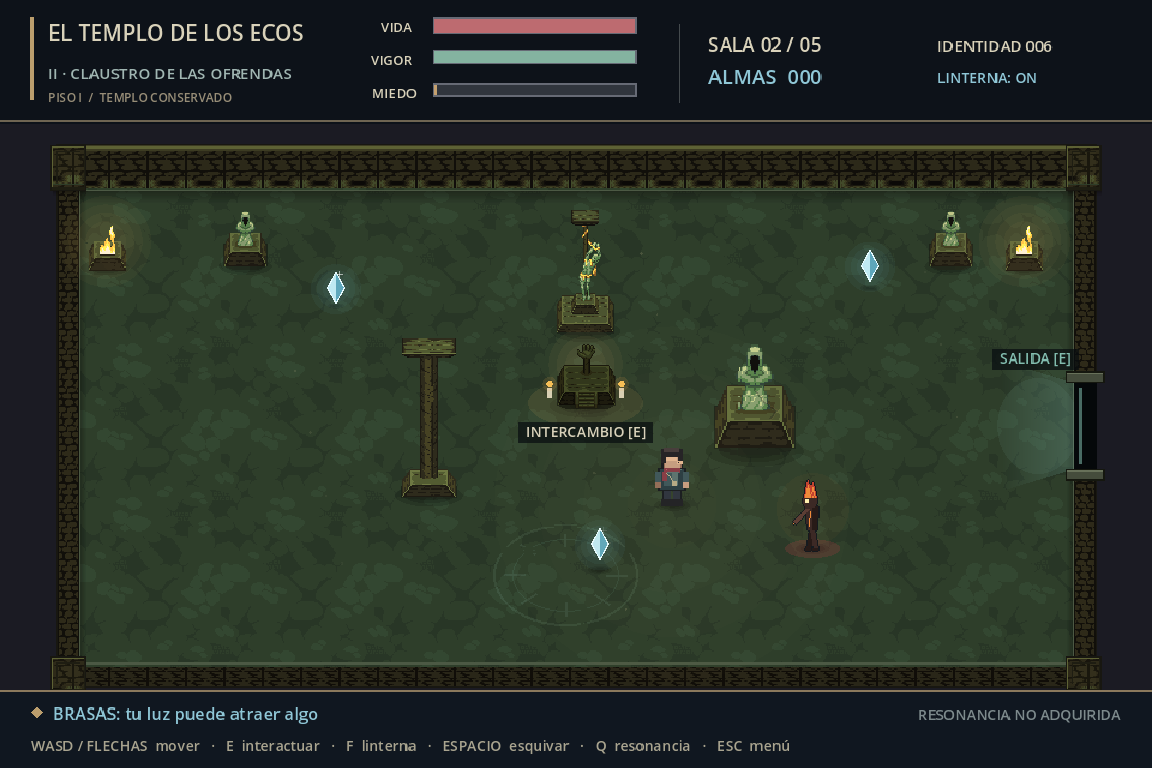 EL TEMPLO DE LOS ECOS
II · CLAUSTRO DE LAS OFRENDAS
PISO I / TEMPLO CONSERVADO
VIDA
VIGOR
MIEDO
SALA 02 / 05
ALMAS 000
IDENTIDAD 006
LINTERNA: ON
SALIDA [E]
INTERCAMBIO [E]
BRASAS: tu luz puede atraer algo
RESONANCIA NO ADQUIRIDA
WASD / FLECHAS mover · E interactuar · F linterna · ESPACIO esquivar · Q resonancia · ESC menú